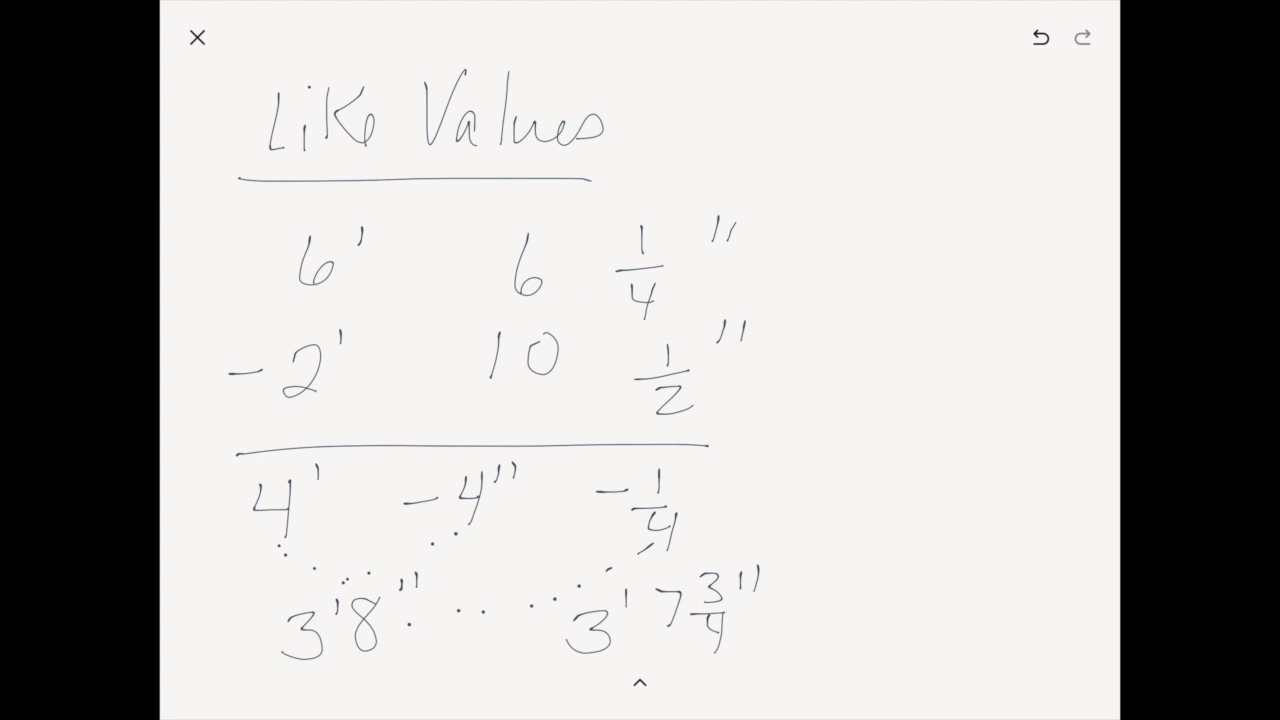 Like Values
6' 6 1/4 "
- 2' 10 1/2 "
4' - 4" - 1/4
3' 8" 3' 7 3/4"